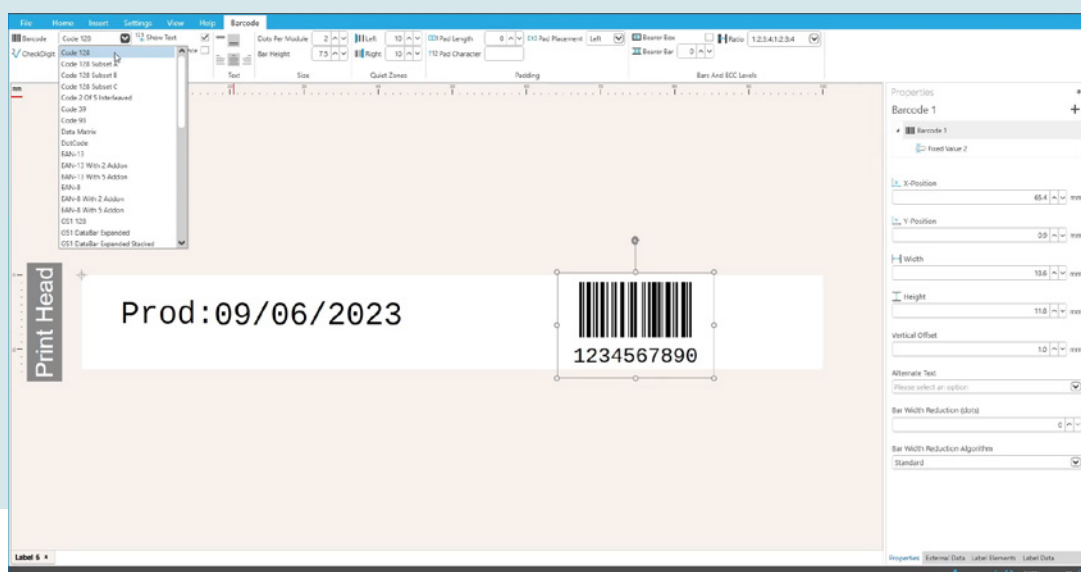 File Home Insert Settings View Help Barcode
Barcode Code 128 Show Text Dots Per Module 2 Left 10 Pad Length 0 Pad Placement Left Bearer Box Ratio 1:2:3:4:1:2:3:4
CheckDigit Bar Height 7.5 Right 10 Pad Character Bearer Bar 0
Text Size Quiet Zones Padding Bars And ECC Levels
Code 128
Code 128 Subset A
Code 128 Subset B
Code 128 Subset C
Code 2 Of 5 Interleaved
Code 39
Code 93
Data Matrix
DotCode
EAN-13
EAN-13 With 2 Addon
EAN-13 With 5 Addon
EAN-8
EAN-8 With 2 Addon
EAN-8 With 5 Addon
GS1 128
GS1 DataBar Expanded
GS1 DataBar Expanded Stacked
mm
Print Head
Prod:09/06/2023
1234567890
Properties
Barcode 1
Barcode 1
Fixed Value 2
X-Position
65.4 mm
Y-Position
0.0 mm
Width
mm
Height
11.8 mm
Vertical Offset
1.0 mm
Alternate Text
Please select an option
Bar Width Reduction (dots)
0
Bar Width Reduction Algorithm
Standard
Label 6 x
Properties External Data Label Elements Label Data